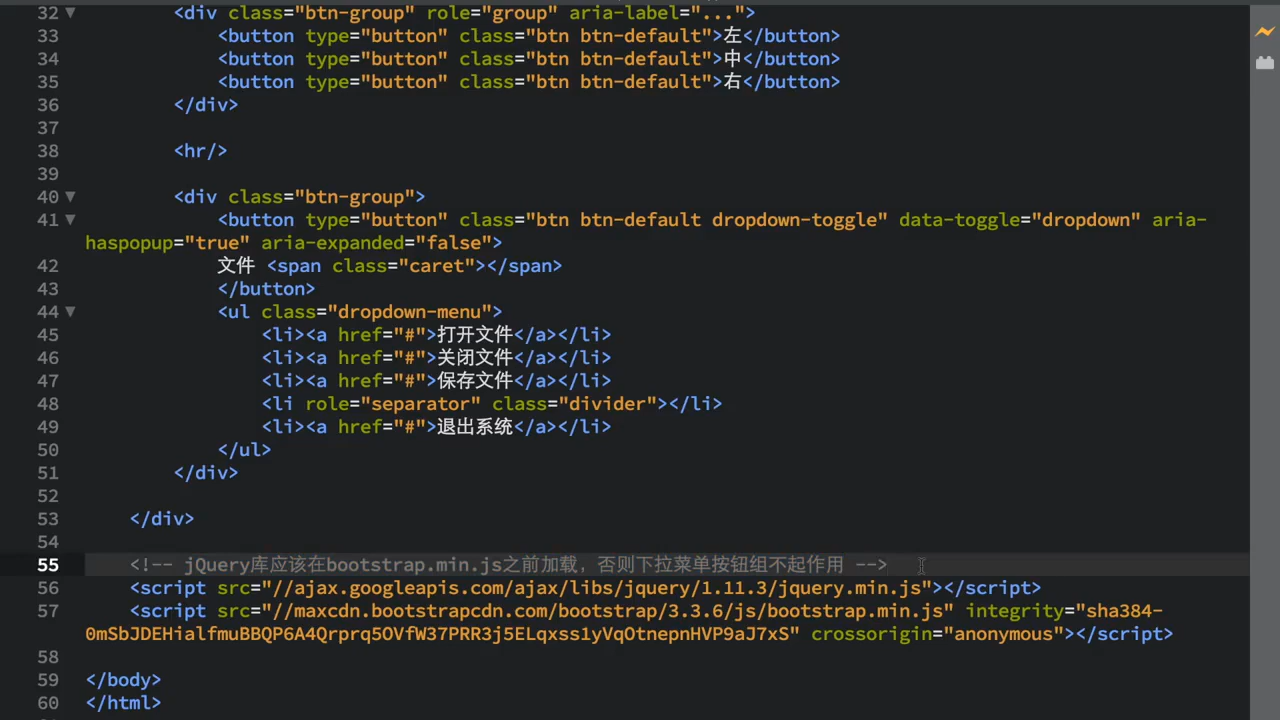 32 <div class="btn-group" role="group" aria-label="...">
33 <button type="button" class="btn btn-default">左</button>
34 <button type="button" class="btn btn-default">中</button>
35 <button type="button" class="btn btn-default">右</button>
36 </div>
37
38 <hr/>
39
40 <div class="btn-group">
41 <button type="button" class="btn btn-default dropdown-toggle" data-toggle="dropdown" aria-
haspopup="true" aria-expanded="false">
42 文件 <span class="caret"></span>
43 </button>
44 <ul class="dropdown-menu">
45 <li><a href="#">打开文件</a></li>
46 <li><a href="#">关闭文件</a></li>
47 <li><a href="#">保存文件</a></li>
48 <li role="separator" class="divider"></li>
49 <li><a href="#">退出系统</a></li>
50 </ul>
51 </div>
52
53 </div>
54
55 <!-- jQuery库应该在bootstrap.min.js之前加载，否则下拉菜单按钮组不起作用 -->
56 <script src="//ajax.googleapis.com/ajax/libs/jquery/1.11.3/jquery.min.js"></script>
57 <script src="//maxcdn.bootstrapcdn.com/bootstrap/3.3.6/js/bootstrap.min.js" integrity="sha384-
0mSbJDEHialfmuBBQP6A4Qrprq5OVfW37PRR3j5ELqxss1yVqOtnepnHVP9aJ7xS" crossorigin="anonymous"></script>
58
59 </body>
60 </html>